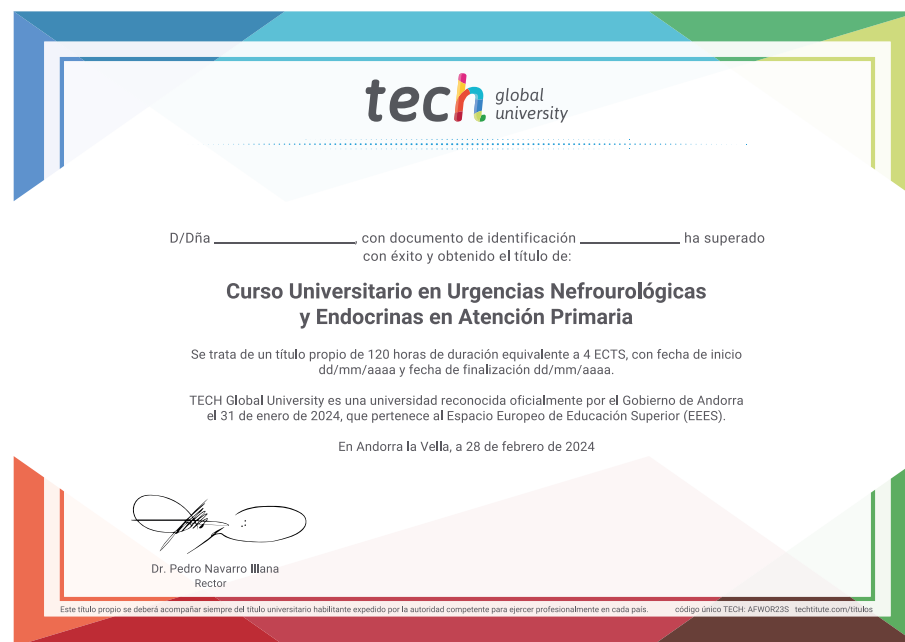 tech global
university
D/Dña ____________, con documento de identificación ____________ ha superado
con éxito y obtenido el título de:
Curso Universitario en Urgencias Nefrourológicas
y Endocrinas en Atención Primaria
Se trata de un título propio de 120 horas de duración equivalente a 4 ECTS, con fecha de inicio
dd/mm/aaaa y fecha de finalización dd/mm/aaaa.
TECH Global University es una universidad reconocida oficialmente por el Gobierno de Andorra
el 31 de enero de 2024, que pertenece al Espacio Europeo de Educación Superior (EEES).
En Andorra la Vella, a 28 de febrero de 2024
Dr. Pedro Navarro Illana
Rector
Este título propio se deberá acompañar siempre del título universitario habilitante expedido por la autoridad competente para ejercer profesionalmente en cada país. código único TECH: AFWOR23S techtitute.com/titulos